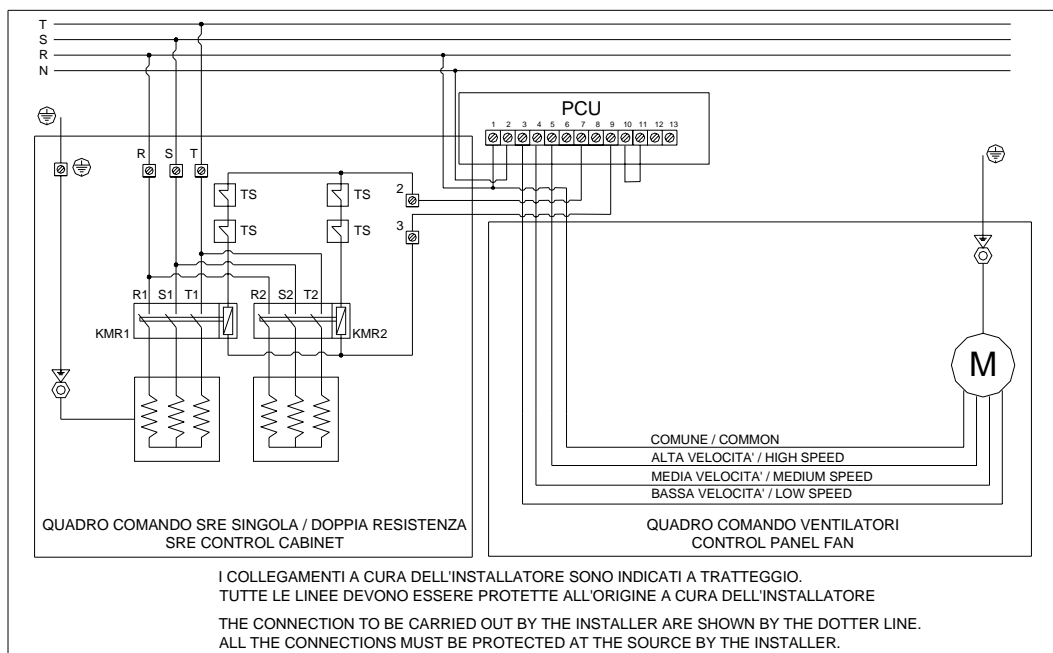 T
S
R
N
PCU
1 2 3 4 5 6 7 8 9 10 11 12 13
R S T
TS TS 2
TS TS 3
R1 S1 T1 R2 S2 T2
KMR1 KMR2
M
COMUNE / COMMON
ALTA VELOCITA' / HIGH SPEED
MEDIA VELOCITA' / MEDIUM SPEED
BASSA VELOCITA' / LOW SPEED
QUADRO COMANDO SRE SINGOLA / DOPPIA RESISTENZA
SRE CONTROL CABINET
QUADRO COMANDO VENTILATORI
CONTROL PANEL FAN
I COLLEGAMENTI A CURA DELL'INSTALLATORE SONO INDICATI A TRATTEGGIO.
TUTTE LE LINEE DEVONO ESSERE PROTETTE ALL'ORIGINE A CURA DELL'INSTALLATORE
THE CONNECTION TO BE CARRIED OUT BY THE INSTALLER ARE SHOWN BY THE DOTTER LINE.
ALL THE CONNECTIONS MUST BE PROTECTED AT THE SOURCE BY THE INSTALLER.